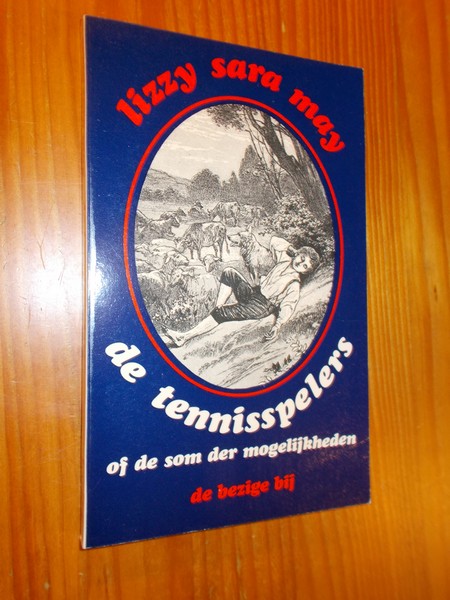 lizzy sara may
de tennisspelers
of de som der mogelijkheden
de bezige bij